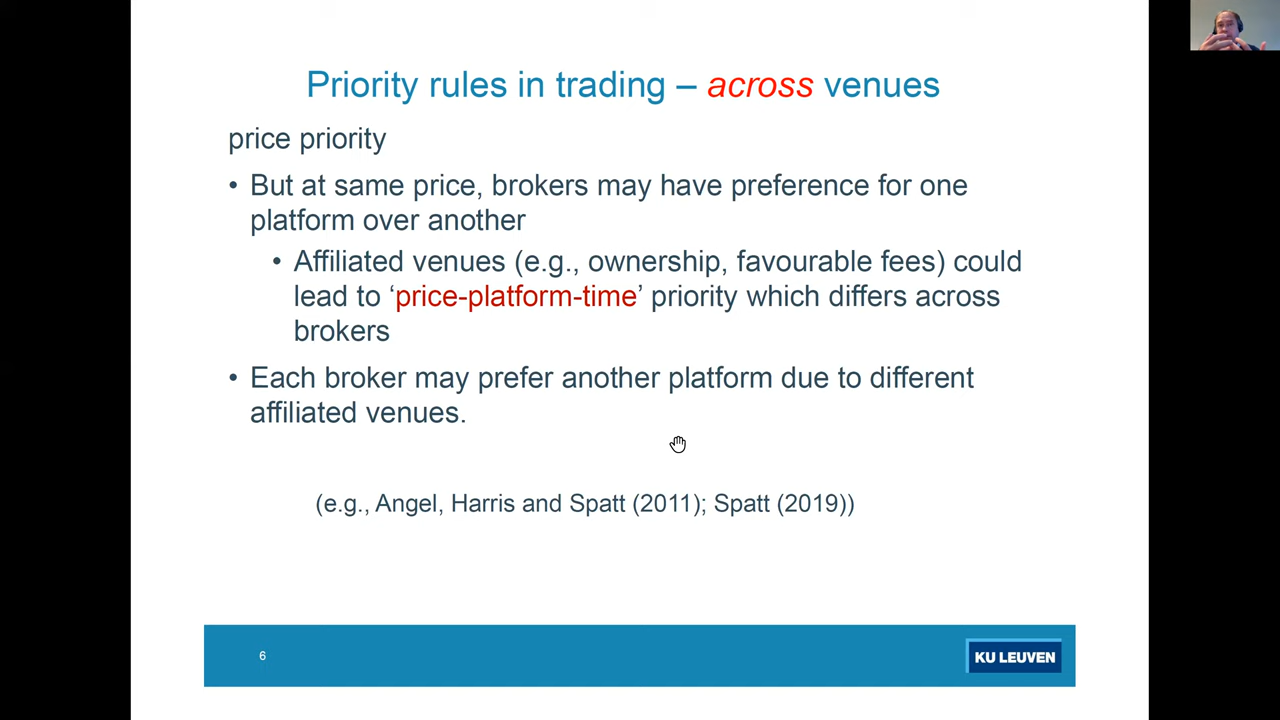 Priority rules in trading – across venues
price priority
• But at same price, brokers may have preference for one
platform over another
• Affiliated venues (e.g., ownership, favourable fees) could
lead to ‘price-platform-time’ priority which differs across
brokers
• Each broker may prefer another platform due to different
affiliated venues.
(e.g., Angel, Harris and Spatt (2011); Spatt (2019))
6
KU LEUVEN